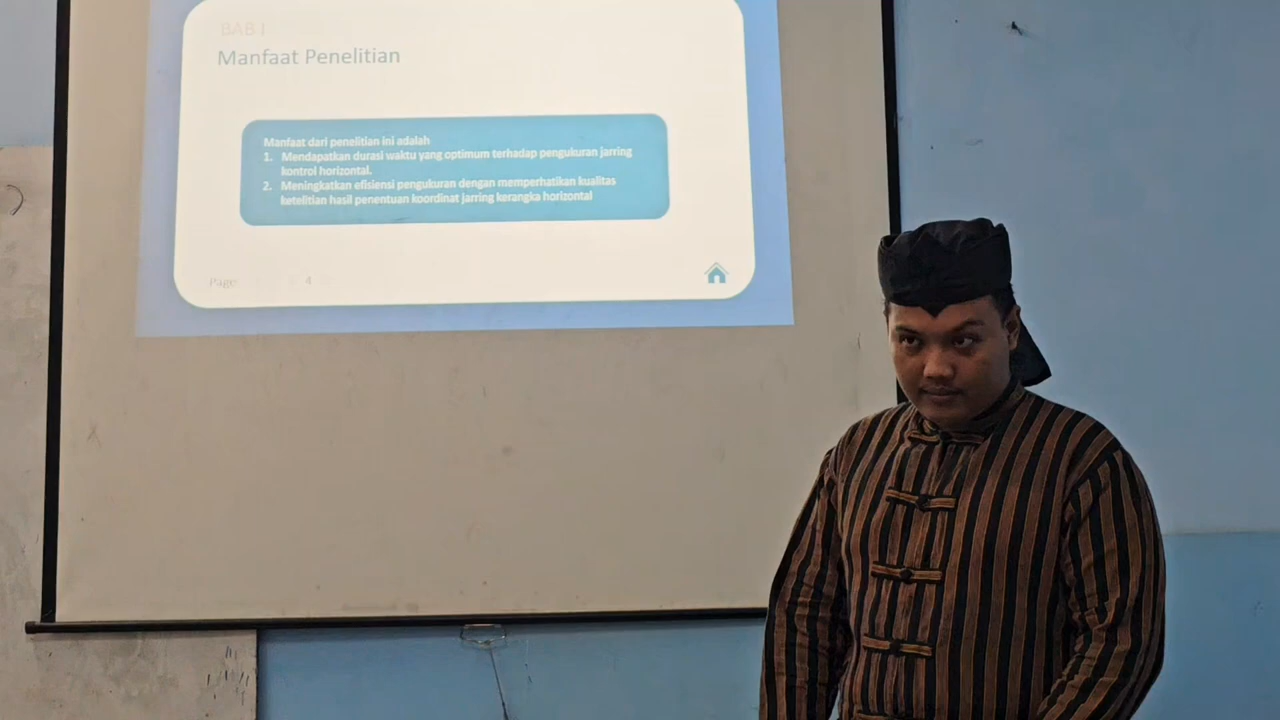 BAB I
Manfaat Penelitian
Manfaat dari penelitian ini adalah
1. Mendapatkan durasi waktu yang optimum terhadap pengukuran jarring
kontrol horizontal.
2. Meningkatkan efisiensi pengukuran dengan memperhatikan kualitas
ketelitian hasil penentuan koordinat jarring kerangka horizontal
Page 4